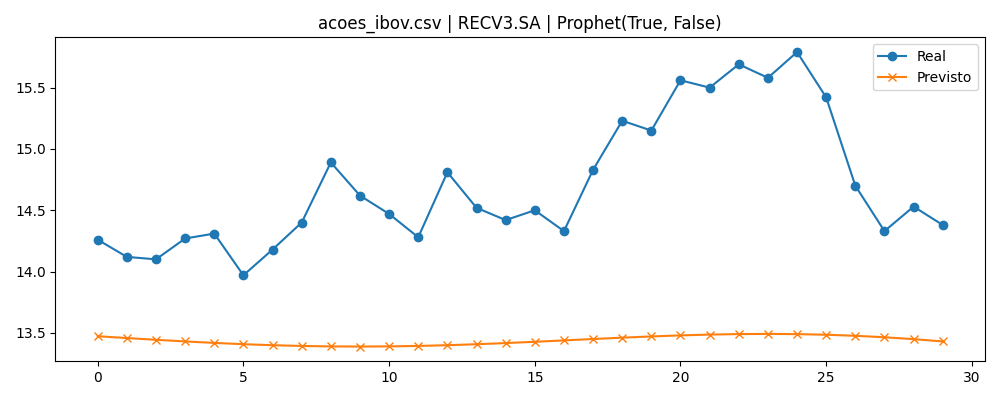 acoes_ibov.csv | RECV3.SA | Prophet(True, False)
Real
Previsto
15.5
15.0
14.5
14.0
13.5
0 5 10 15 20 25 30